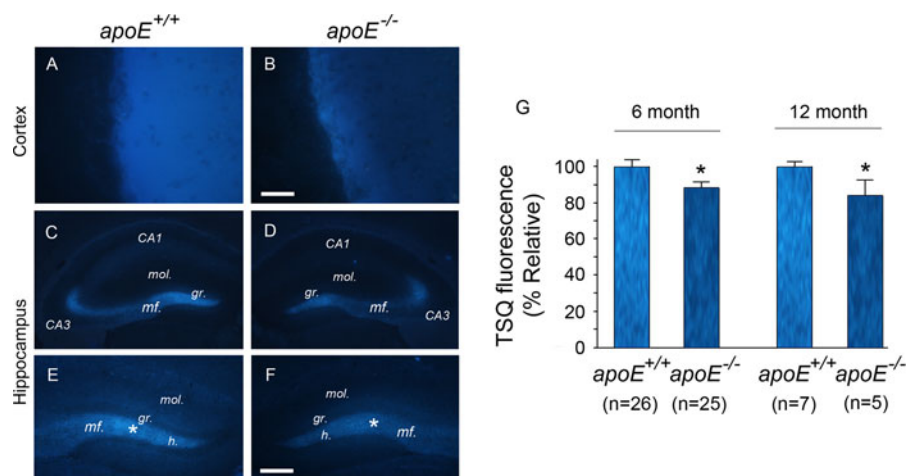 apoE+/+ apoE-/-
Cortex
A B
Hippocampus
C D
CA1 CA1
mol. mol.
gr. gr.
mf. mf.
CA3 CA3
E F
mol. mol.
gr. gr.
* *
mf. h. h. mf.
G
6 month 12 month
TSQ fluorescence
(% Relative)
100
80
60
40
20
0
* *
apoE+/+ apoE-/- apoE+/+ apoE-/-
(n=26) (n=25) (n=7) (n=5)